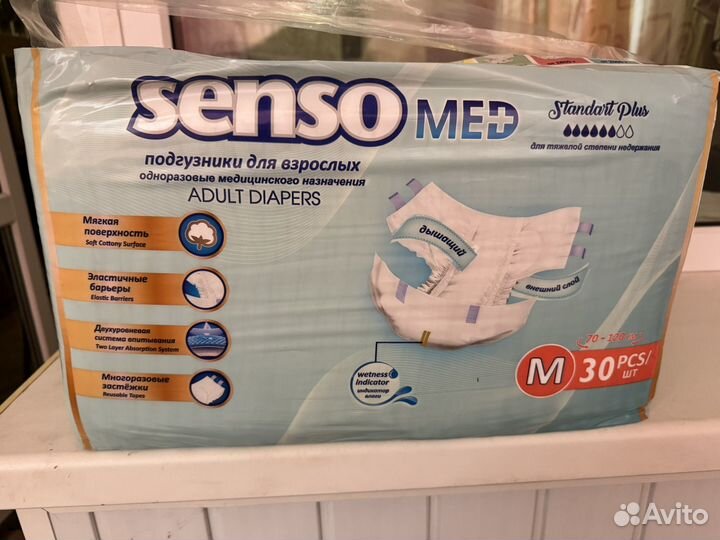 senso MED
Standart Plus
для тяжелой степени недержания
подгузники для взрослых
одноразовые медицинского назначения
ADULT DIAPERS
Мягкая
поверхность
Soft Cottony Surface
Эластичные
барьеры
Elastic Barriers
Двухуровневая
система впитывания
Two Layer Absorption System
Многоразовые
застёжки
Reusable Tapes
дышащий
внешний слой
wetness
indicator
индикатор
влаги
M
30 PCS/
ШТ
Avito